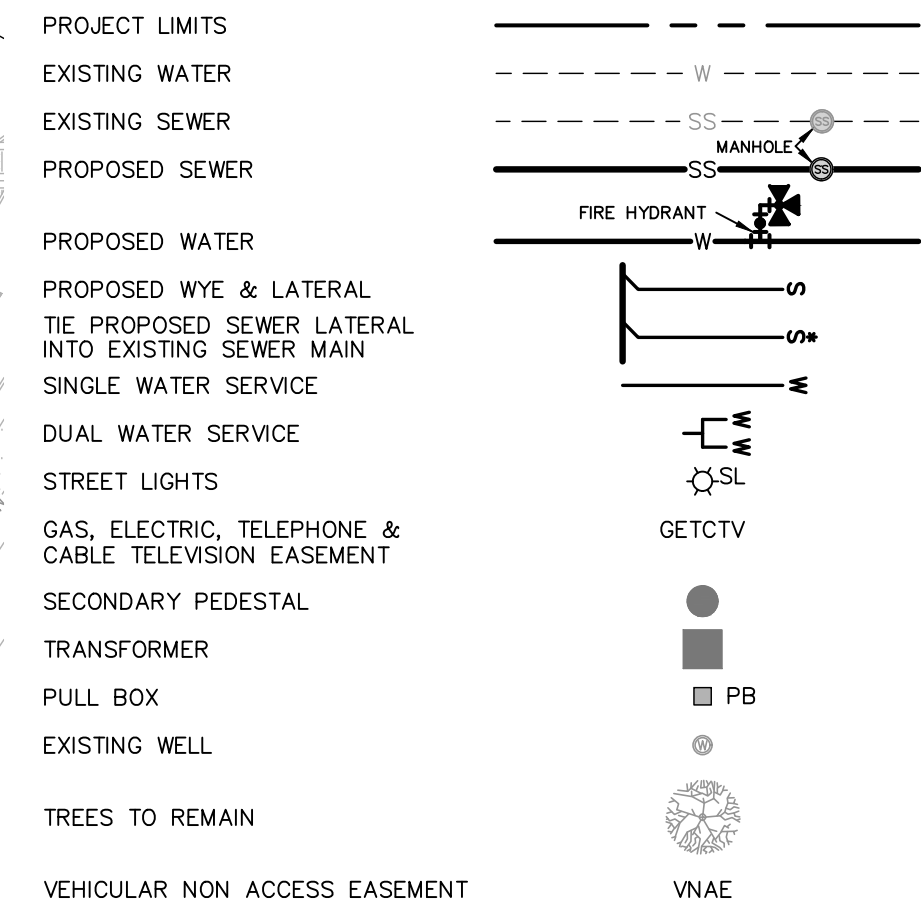 PROJECT LIMITS
EXISTING WATER W
EXISTING SEWER SS SS
MANHOLE
PROPOSED SEWER SS SS
FIRE HYDRANT
PROPOSED WATER W
PROPOSED WYE & LATERAL S
TIE PROPOSED SEWER LATERAL
INTO EXISTING SEWER MAIN S*
SINGLE WATER SERVICE W
DUAL WATER SERVICE W W
STREET LIGHTS SL
GAS, ELECTRIC, TELEPHONE & GETCTV
CABLE TELEVISION EASEMENT
SECONDARY PEDESTAL
TRANSFORMER
PULL BOX PB
EXISTING WELL W
TREES TO REMAIN
VEHICULAR NON ACCESS EASEMENT VNAE